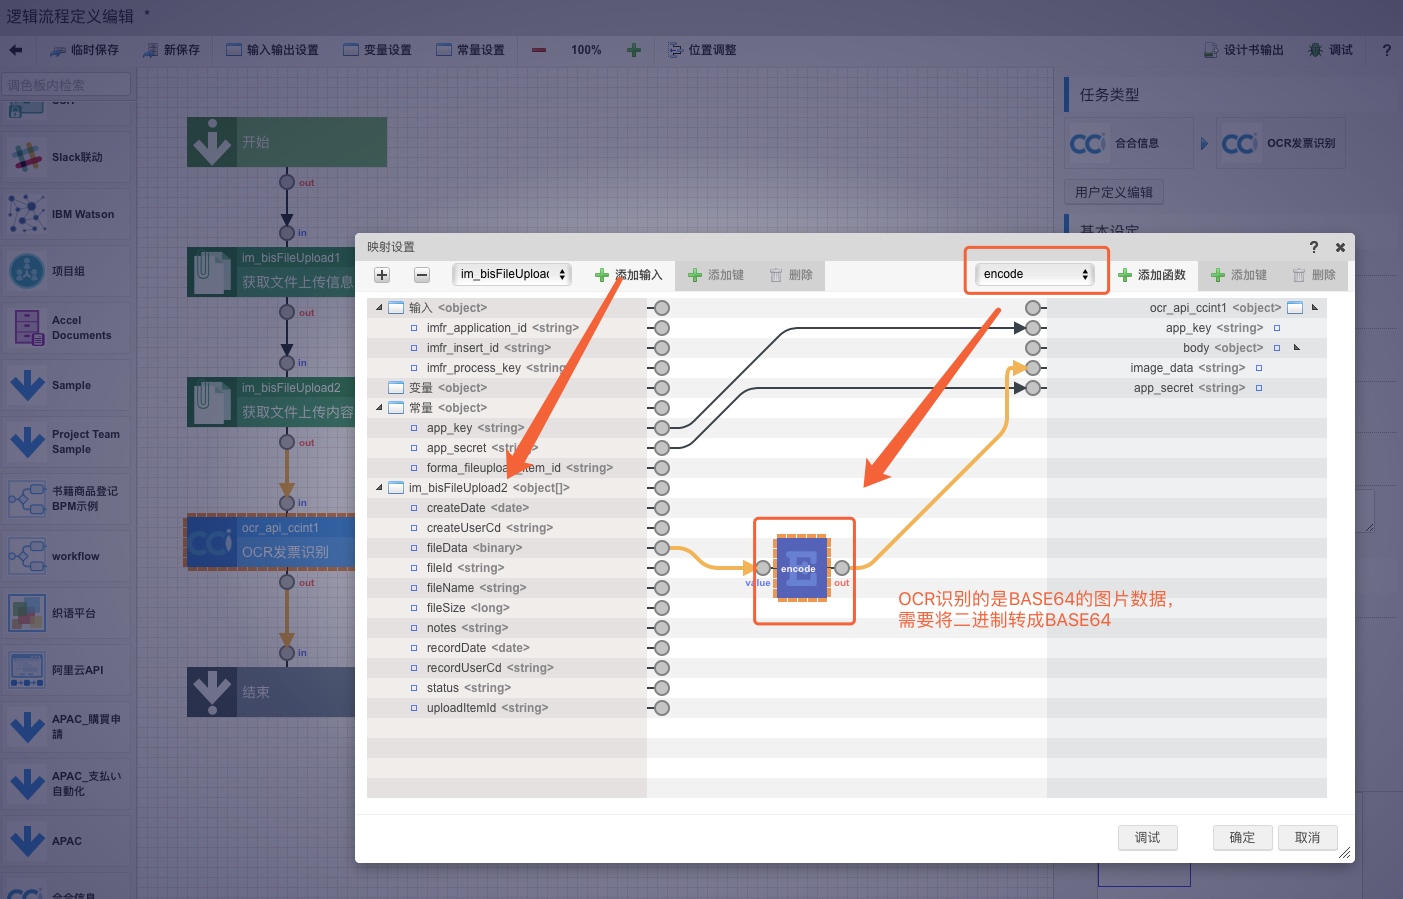 逻辑流程定义编辑 *
临时保存
新保存
输入输出设置
变量设置
常量设置
100%
位置调整
设计书输出
调试
?
调色板内检索
Slack联动
IBM Watson
项目组
Accel
Documents
Sample
Project Team
Sample
书籍商品登记
BPM示例
workflow
织语平台
阿里云API
APAC_購買申
請
APAC_支払い
自動化
APAC
合合信息
开始
out
in
im_bisFileUpload1
获取文件上传信息
out
in
im_bisFileUpload2
获取文件上传内容
out
in
ocr_api_ccint1
OCR发票识别
out
in
结束
任务类型
合合信息
OCR发票识别
用户定义编辑
基本设定
映射设置
?
im_bisFileUploac
添加输入
添加键
删除
encode
添加函数
添加键
删除
输入 <object>
imfr_application_id <string>
imfr_insert_id <string>
imfr_process_key <string>
变量 <object>
常量 <object>
app_key <string>
app_secret <string>
forma_fileupload_item_id <string>
im_bisFileUpload2 <object[]>
createDate <date>
createUserCd <string>
fileData <binary>
fileId <string>
fileName <string>
fileSize <long>
notes <string>
recordDate <date>
recordUserCd <string>
status <string>
uploadItemId <string>
ocr_api_ccint1 <object>
app_key <string>
body <object>
image_data <string>
app_secret <string>
encode
value
out
OCR识别的是BASE64的图片数据,
需要将二进制转成BASE64
调试
确定
取消